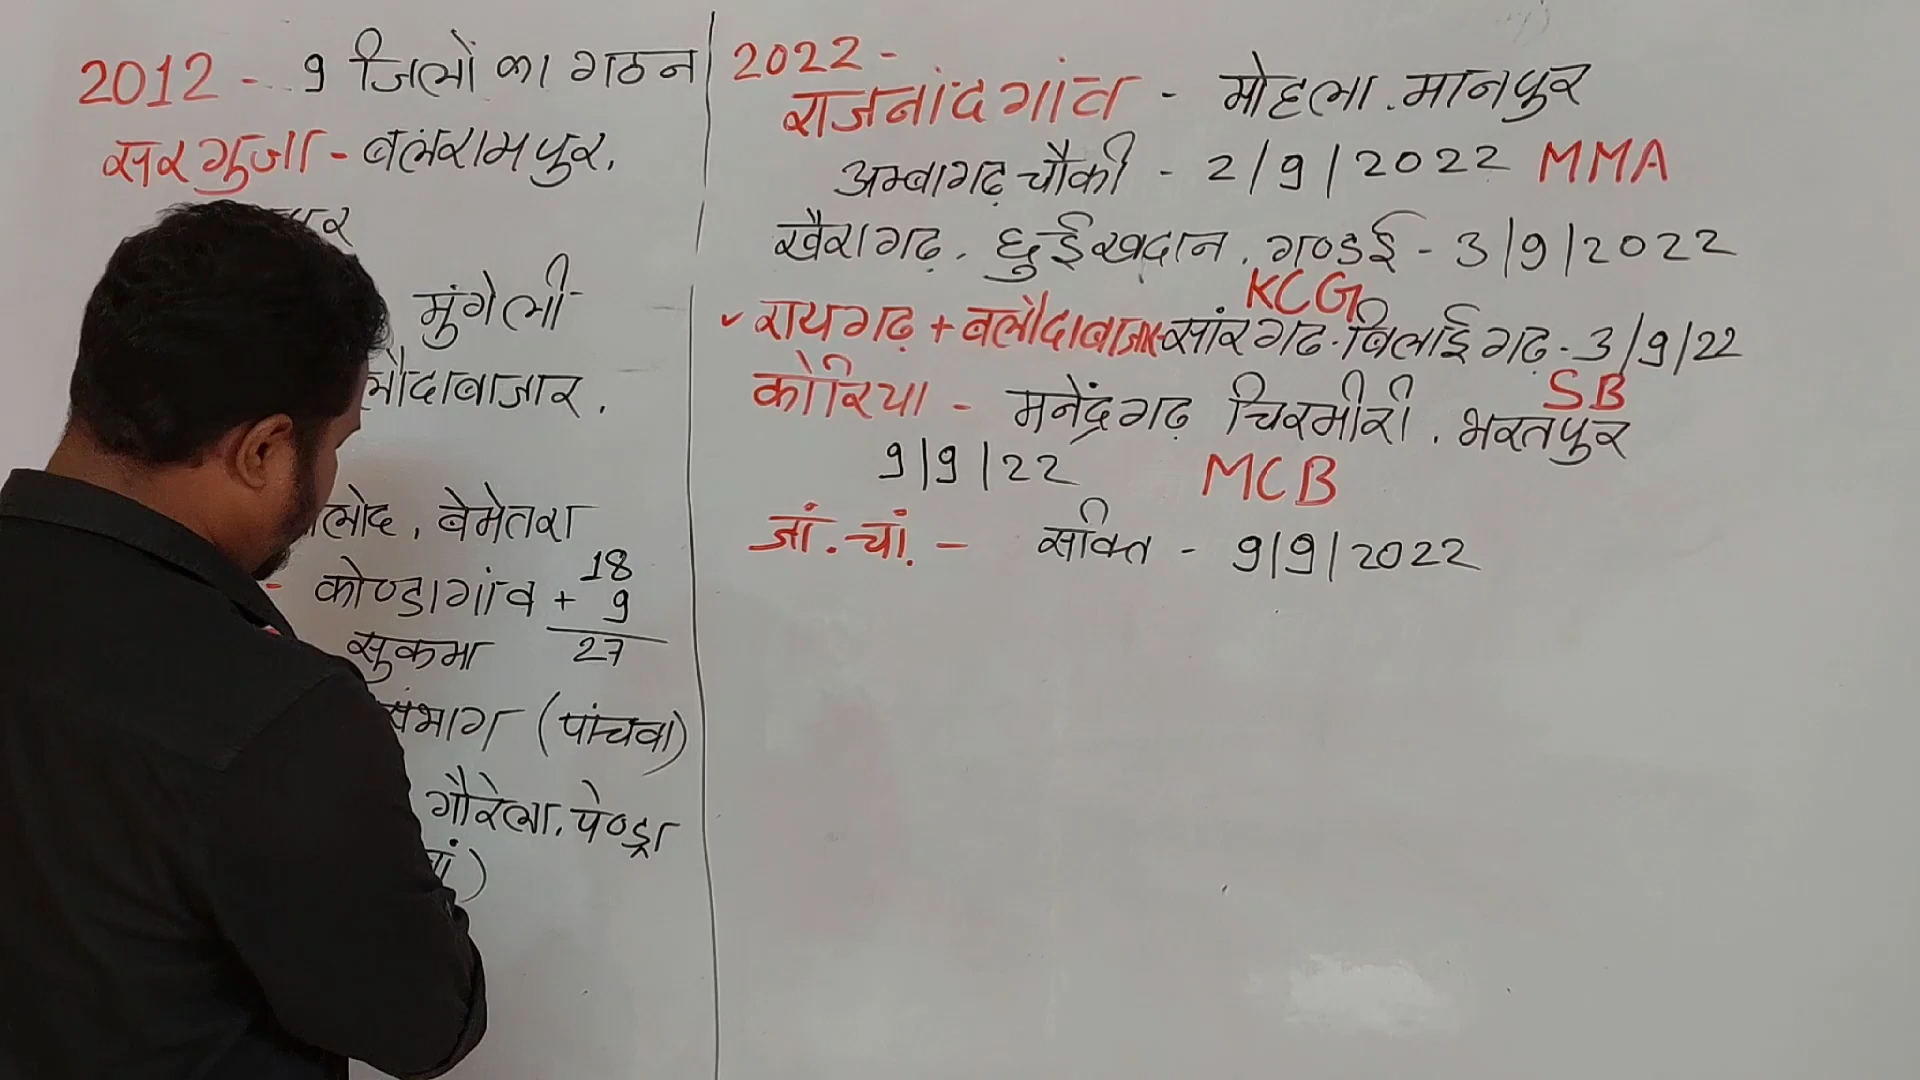 2012 - 9 जिलों का गठन
सरगुजा - बलरामपुर.
मुंगेली
लौदाबाजार.
लोद, बेमेतरा
- कोण्डागांव
सुकमा
18
+ 9
27
संभाग (पांचवा)
गौरेला. पेण्ड्रा
2022 -
राजनांदगांव - मोहला. मानपुर
अम्बागढ़ चौकी - 2/9/2022 MMA
खैरागढ़. छुईखदान. गण्डई - 3/9/2022
KCG
✓ रायगढ़ + बलौदाबाजार सांरगढ. बिलाईगढ़ - 3/9/22
SB
कोरिया - मनेंद्रगढ़ चिरमीरी. भरतपुर
9/9/22 MCB
जां. चां. - सक्ति - 9/9/2022